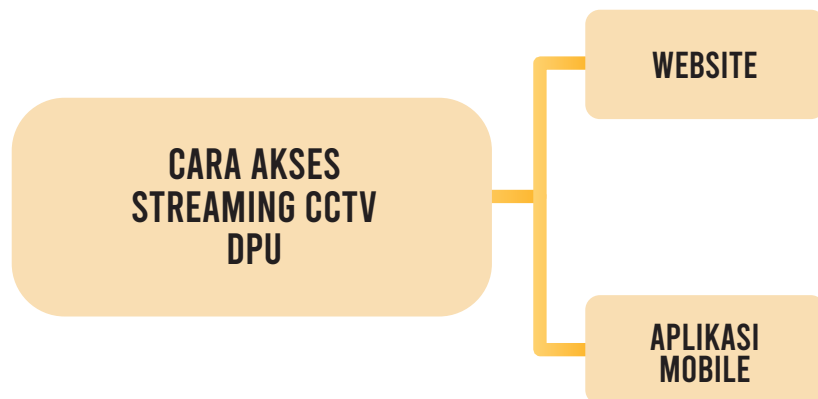 CARA AKSES
STREAMING CCTV
DPU
WEBSITE
APLIKASI
MOBILE